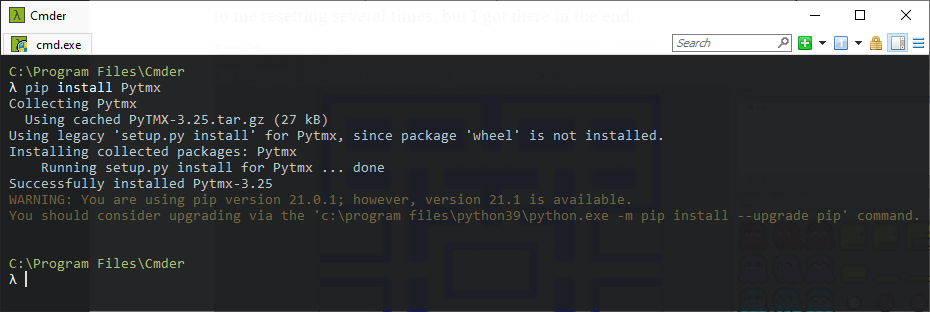 Cmder
to me resetting several times, but I got there in the end.
cmd.exe
Search
C:\Program Files\Cmder
λ pip install Pytmx
Collecting Pytmx
  Using cached PyTMX-3.25.tar.gz (27 kB)
Using legacy 'setup.py install' for Pytmx, since package 'wheel' is not installed.
Installing collected packages: Pytmx
    Running setup.py install for Pytmx ... done
Successfully installed Pytmx-3.25
WARNING: You are using pip version 21.0.1; however, version 21.1 is available.
You should consider upgrading via the 'c:\program files\python39\python.exe -m pip install --upgrade pip' command.
C:\Program Files\Cmder
λ